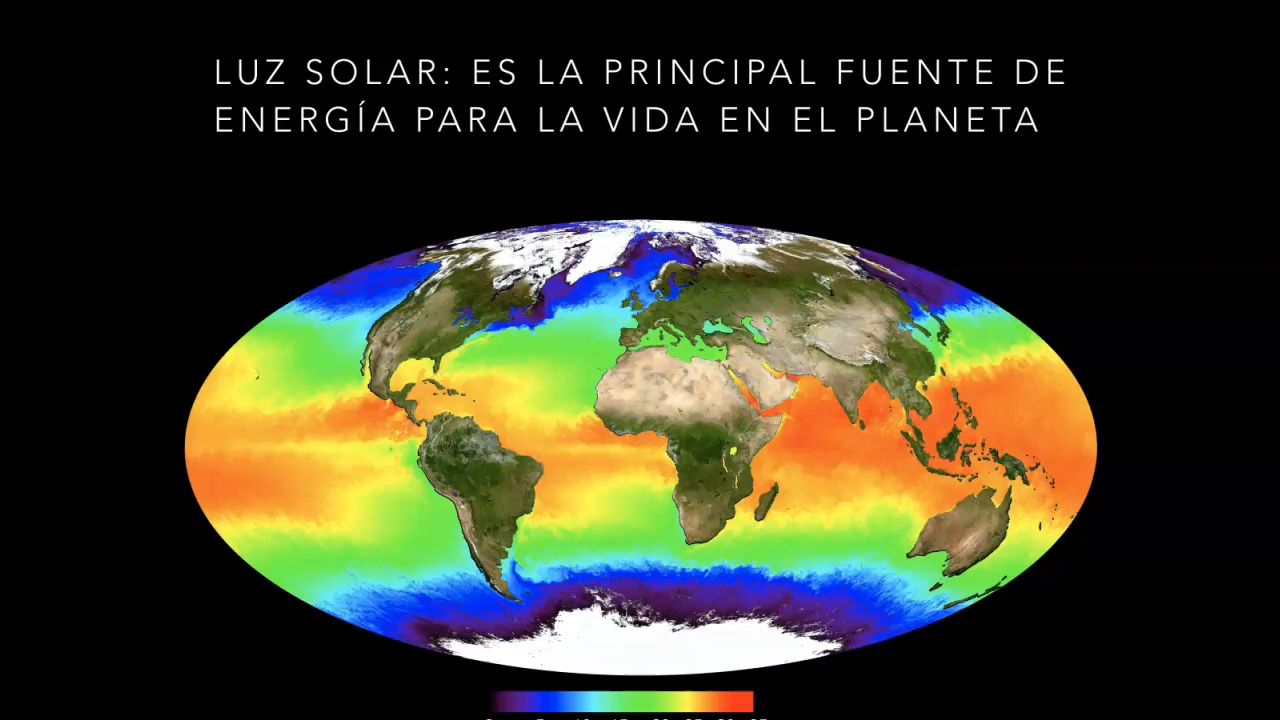 LUZ SOLAR: ES LA PRINCIPAL FUENTE DE
ENERGÍA PARA LA VIDA EN EL PLANETA